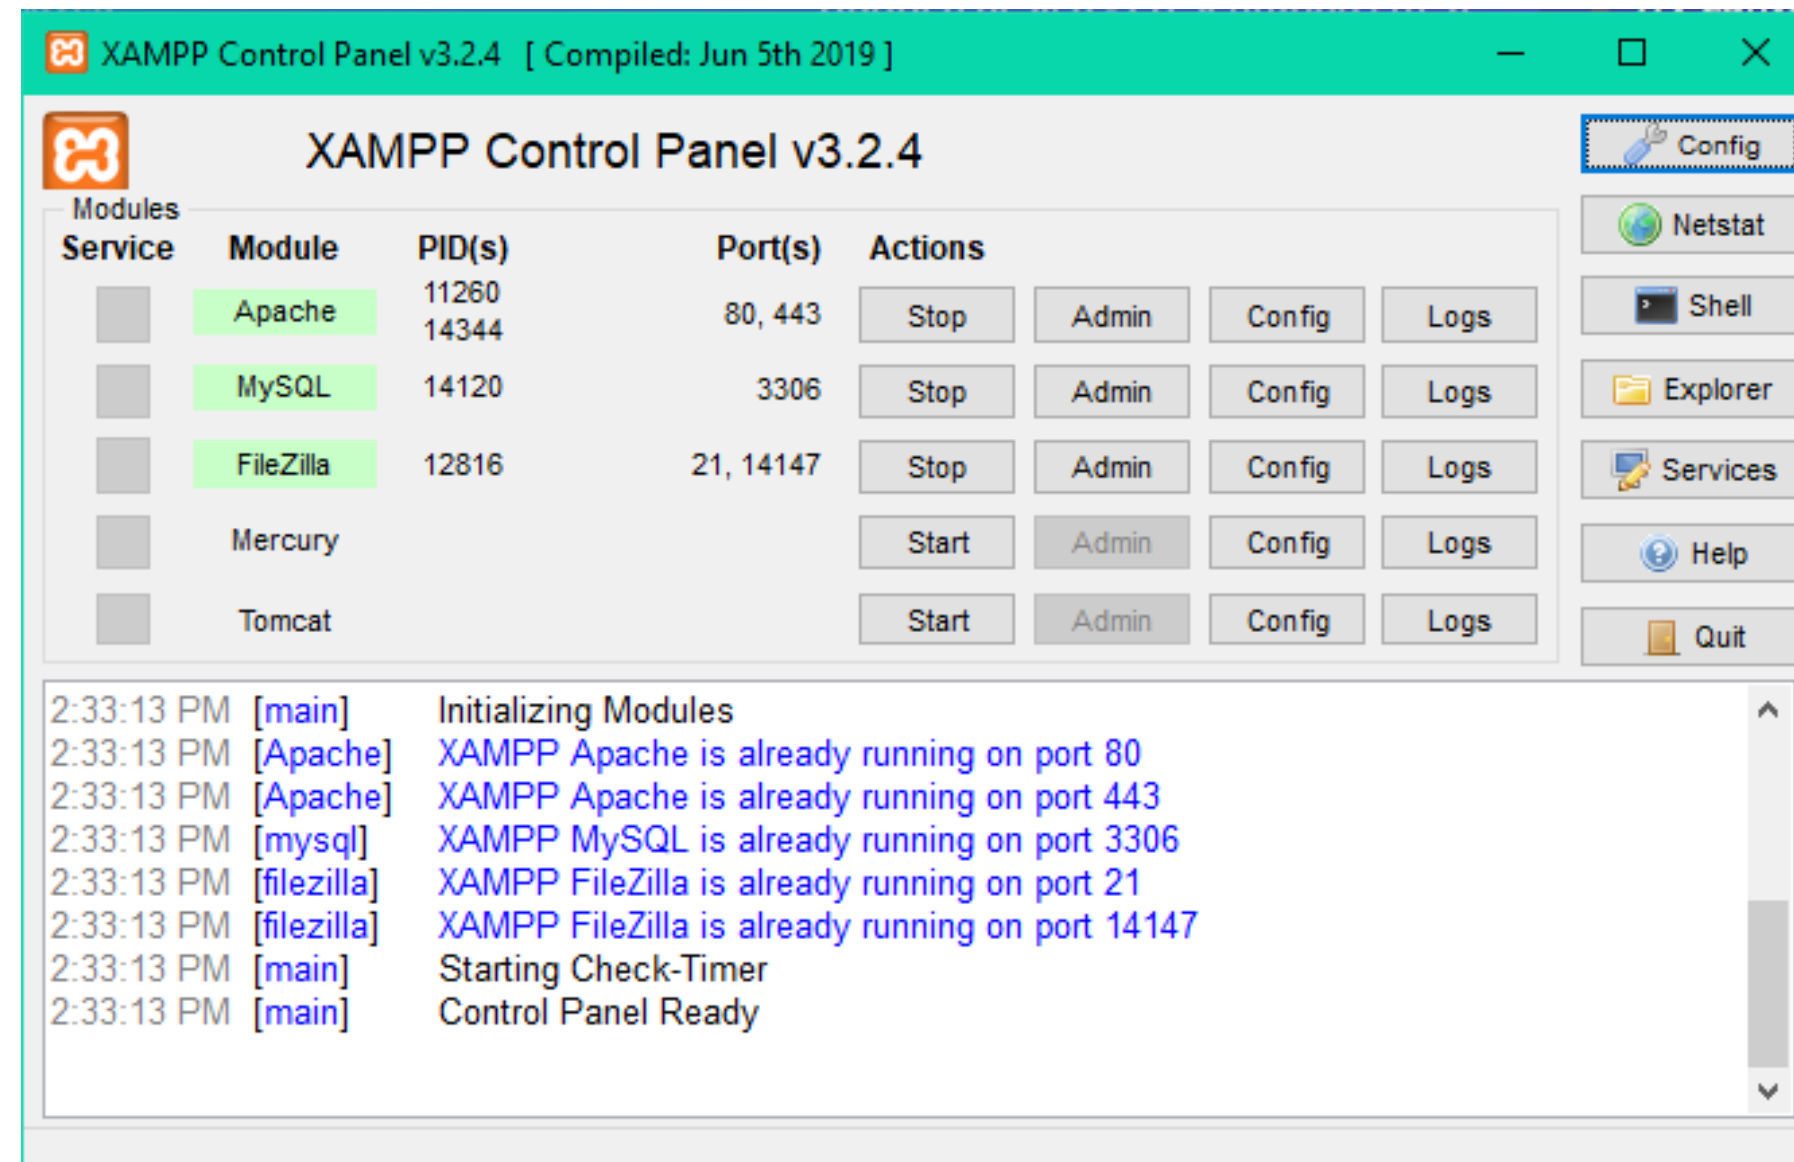 XAMPP Control Panel v3.2.4 [ Compiled: Jun 5th 2019 ]
XAMPP Control Panel v3.2.4
Config
Modules
Netstat
Service Module PID(s) Port(s) Actions
Apache 11260 14344 80, 443 Stop Admin Config Logs
Shell
MySQL 14120 3306 Stop Admin Config Logs
Explorer
FileZilla 12816 21, 14147 Stop Admin Config Logs
Services
Mercury Start Admin Config Logs
Help
Tomcat Start Admin Config Logs
Quit
2:33:13 PM [main] Initializing Modules
2:33:13 PM [Apache] XAMPP Apache is already running on port 80
2:33:13 PM [Apache] XAMPP Apache is already running on port 443
2:33:13 PM [mysql] XAMPP MySQL is already running on port 3306
2:33:13 PM [filezilla] XAMPP FileZilla is already running on port 21
2:33:13 PM [filezilla] XAMPP FileZilla is already running on port 14147
2:33:13 PM [main] Starting Check-Timer
2:33:13 PM [main] Control Panel Ready